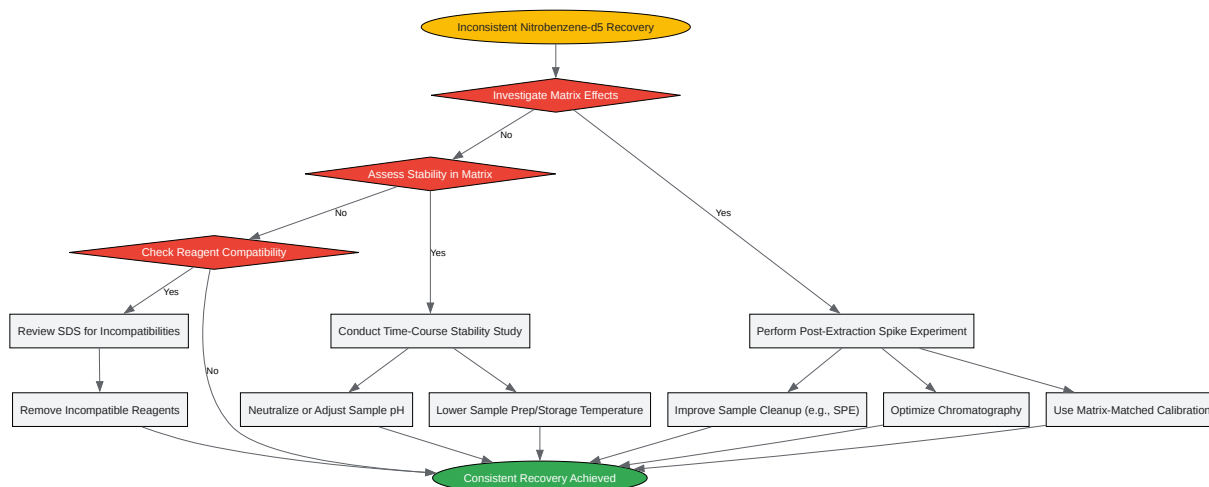 Inconsistent Nitrobenzene-d5 Recovery
Investigate Matrix Effects
No
Assess Stability in Matrix
No
Yes
Yes
Check Reagent Compatibility
Yes
Review SDS for Incompatibilities
Conduct Time-Course Stability Study
Perform Post-Extraction Spike Experiment
No
Remove Incompatible Reagents
Neutralize or Adjust Sample pH
Lower Sample Prep/Storage Temperature
Improve Sample Cleanup (e.g., SPE)
Optimize Chromatography
Use Matrix-Matched Calibration
Consistent Recovery Achieved